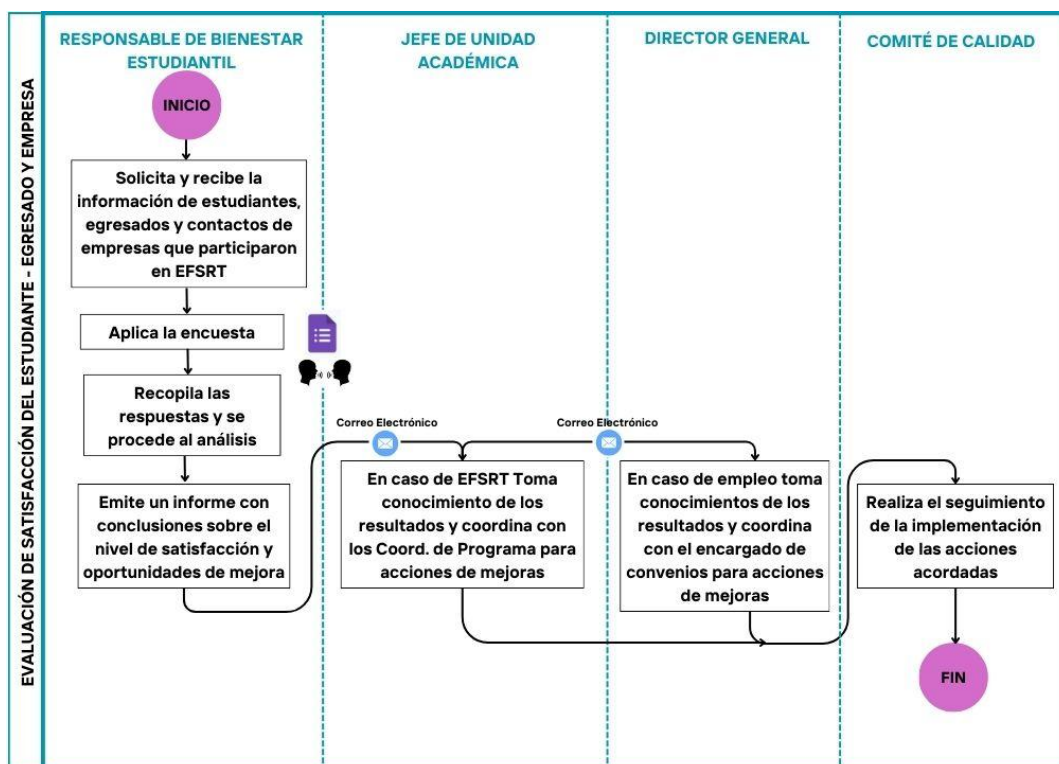 EVALUACIÓN DE SATISFACCIÓN DEL ESTUDIANTE - EGRESADO Y EMPRESA
RESPONSABLE DE BIENESTAR
ESTUDIANTIL
JEFE DE UNIDAD
ACADÉMICA
DIRECTOR GENERAL
COMITÉ DE CALIDAD
INICIO
Solicita y recibe la
información de estudiantes,
egresados y contactos de
empresas que participaron
en EFSRT
Aplica la encuesta
Recopila las
respuestas y se
procede al análisis
Emite un informe con
conclusiones sobre el
nivel de satisfacción y
oportunidades de mejora
Correo Electrónico
En caso de EFSRT Toma
conocimiento de los
resultados y coordina con
los Coord. de Programa para
acciones de mejoras
Correo Electrónico
En caso de empleo toma
conocimientos de los
resultados y coordina
con el encargado de
convenios para acciones
de mejoras
Realiza el seguimiento
de la implementación
de las acciones
acordadas
FIN